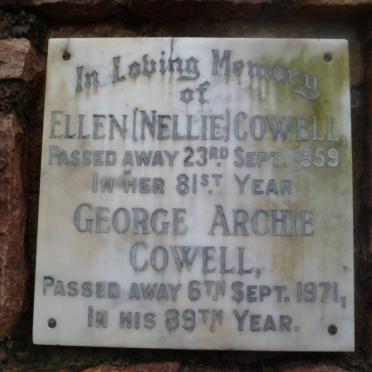 In Loving Memory
of
ELLEN (NELLIE) COWELL,
PASSED AWAY 23RD SEPT. 1959.
IN HER 81ST YEAR.
GEORGE ARCHIE
COWELL,
PASSED AWAY 6TH SEPT. 1971,
IN HIS 89TH YEAR.